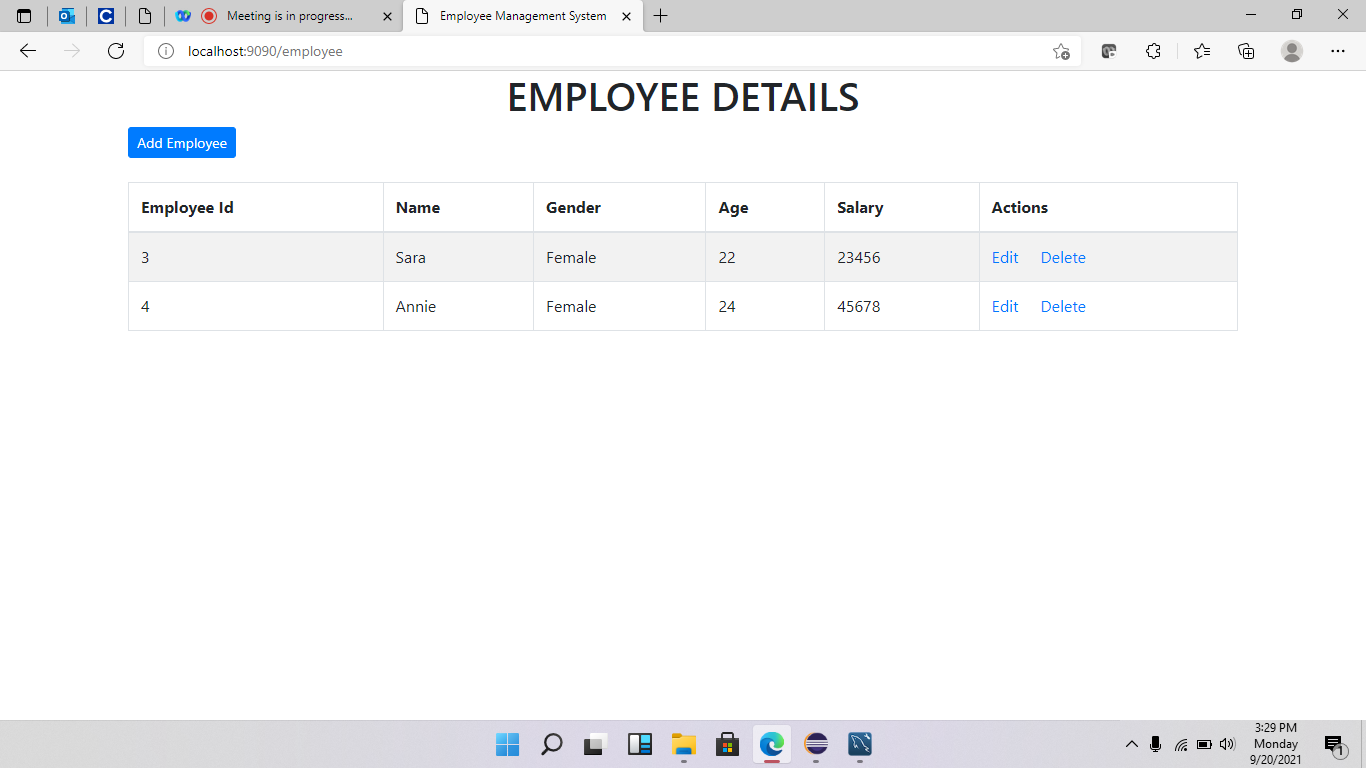 Meeting is in progress...
Employee Management System
localhost:9090/employee
EMPLOYEE DETAILS
Add Employee
Employee Id Name Gender Age Salary Actions
3 Sara Female 22 23456 Edit Delete
4 Annie Female 24 45678 Edit Delete
3:29 PM
Monday
9/20/2021
1